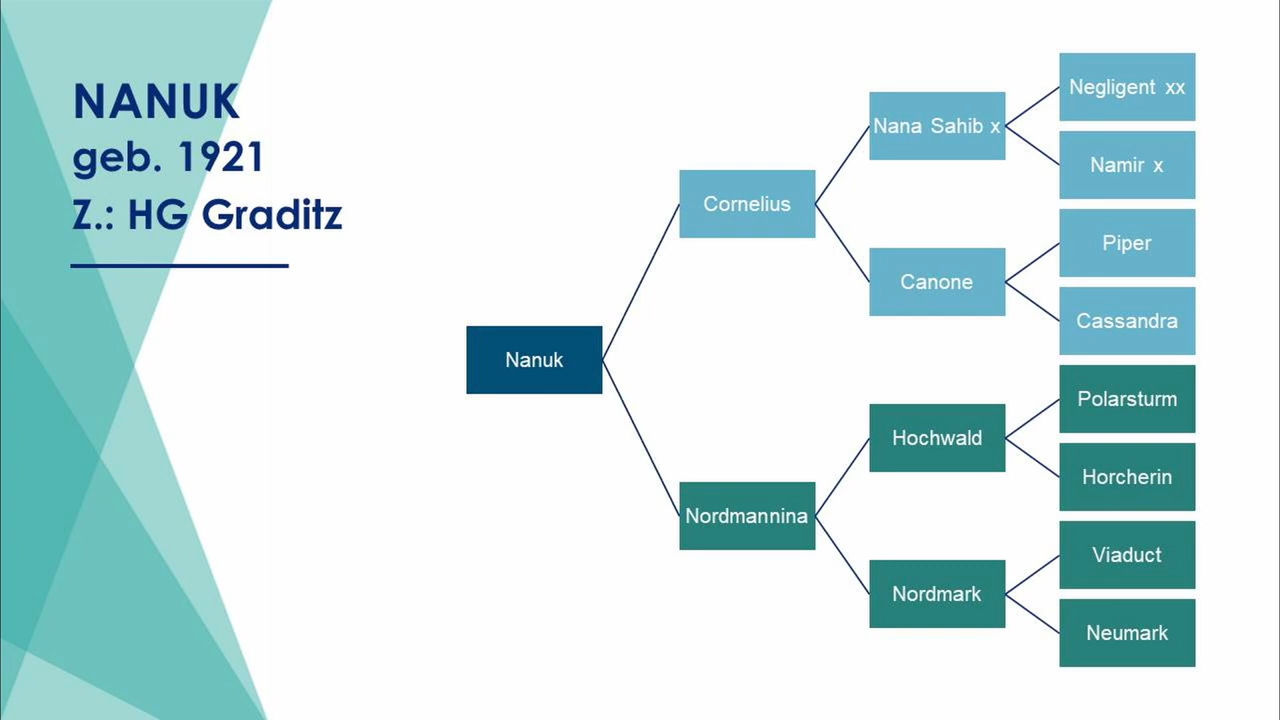 NANUK
geb. 1921
Z.: HG Graditz
Nanuk
Cornelius
Nordmannina
Nana Sahib x
Canone
Hochwald
Nordmark
Negligent xx
Namir x
Piper
Cassandra
Polarsturm
Horcherin
Viaduct
Neumark